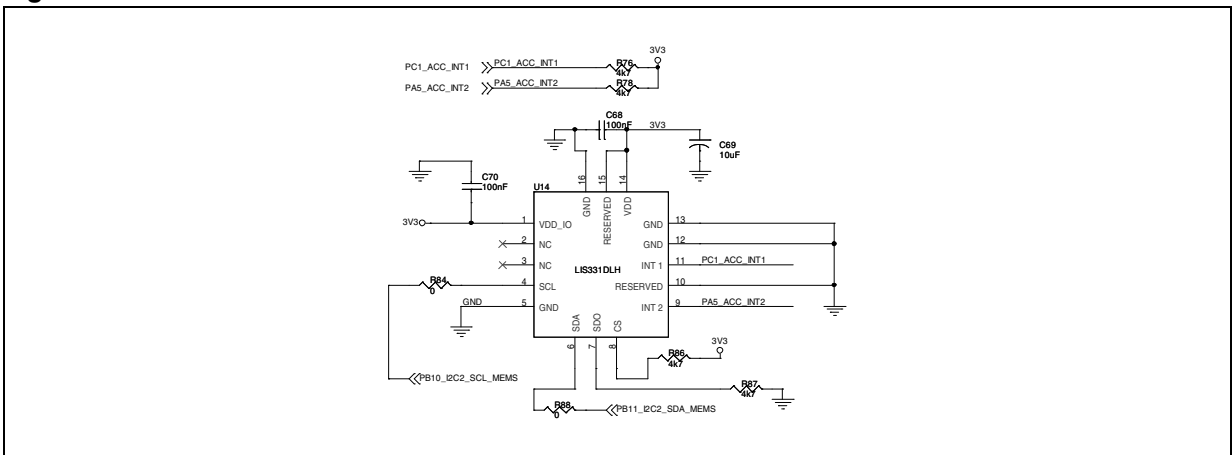 PC1_ACC_INT1 PC1_ACC_INT1 R76 4k7 3V3
PA5_ACC_INT2 PA5_ACC_INT2 R78 4k7
C68
100nF 3V3
C69
10uF
C70
100nF
U14
16 15 14
GND RESERVED VDD
3V3 1 VDD_IO GND 13
2 NC GND 12
3 NC LIS331DLH INT 1 11 PC1_ACC_INT1
R84
0 4 SCL RESERVED 10
GND 5 GND INT 2 9 PA5_ACC_INT2
SDA SDO CS
6 7 8
R86
4k7 3V3
PB10_I2C2_SCL_MEMS
R87
4k7
R88
0 PB11_I2C2_SDA_MEMS